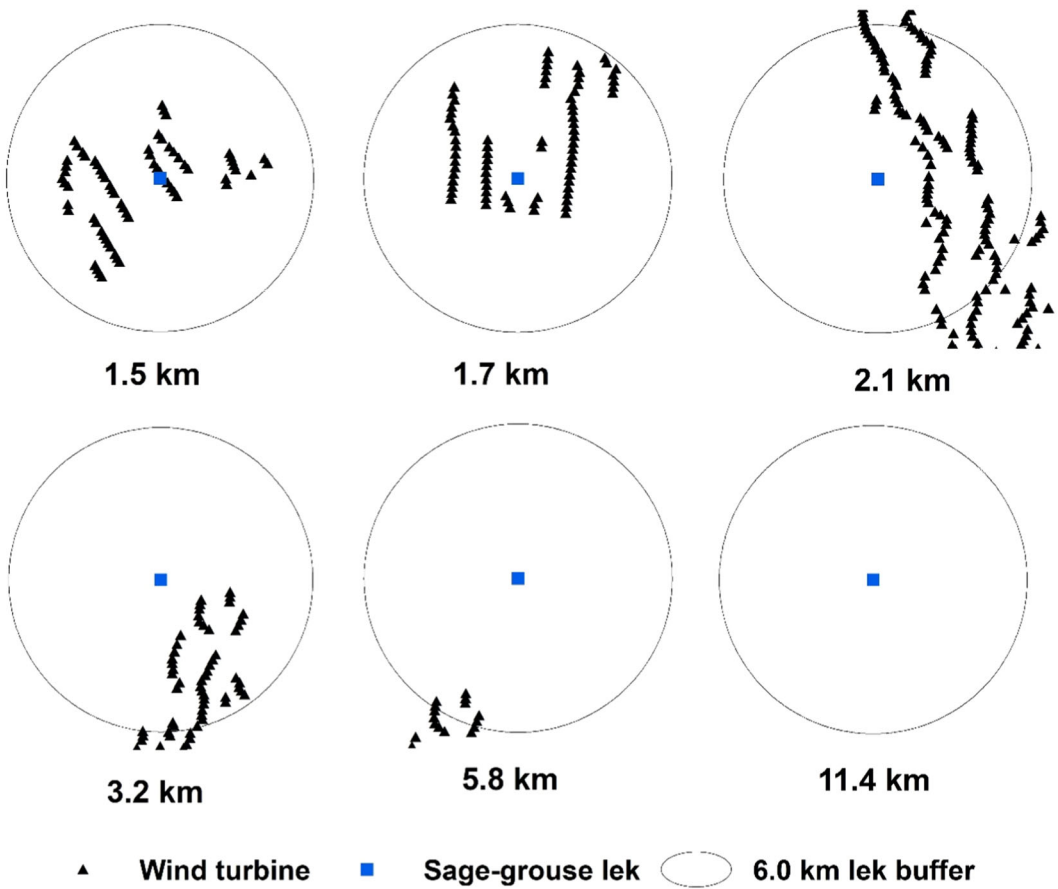 1.5 km
1.7 km
2.1 km
3.2 km
5.8 km
11.4 km
Wind turbine
Sage-grouse lek
6.0 km lek buffer